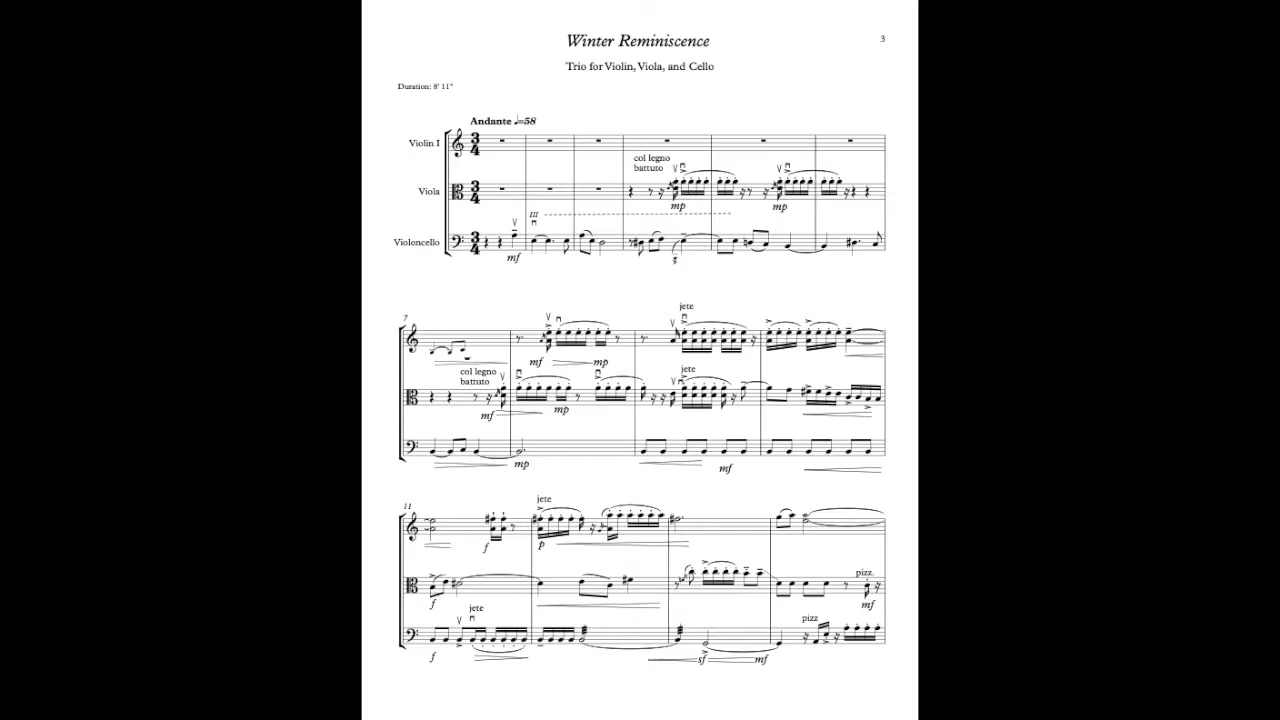 Winter Reminiscence
3
Trio for Violin, Viola, and Cello
Duration: 8' 11"
Andante ♩=58
Violin I
col legno
battuto
Viola
mp
mp
III
Violoncello
mf
7
jete
mf
mp
col legno
battuto
jete
mf
mp
mp
mf
11
jete
f
p
pizz.
f
mf
jete
pizz
f
sf
mf